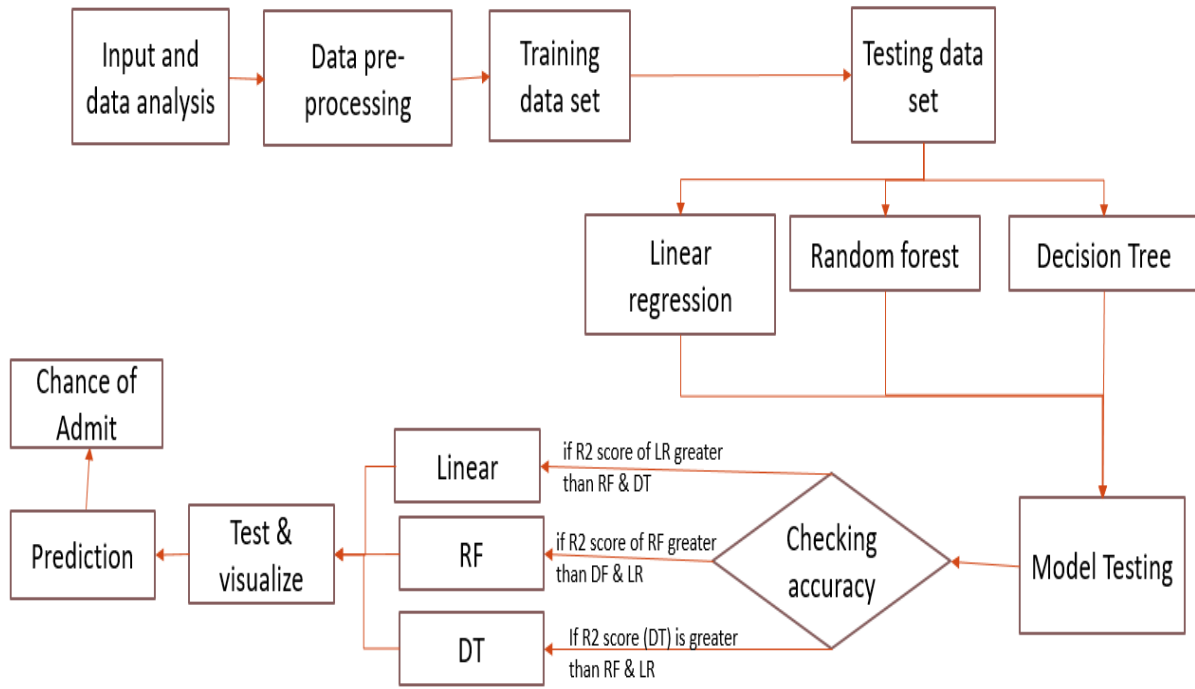 Input and
data analysis
Data pre-
processing
Training
data set
Testing data
set
Linear
regression
Random forest
Decision Tree
Chance of
Admit
Linear
if R2 score of LR greater
than RF & DT
Prediction
Test &
visualize
RF
if R2 score of RF greater
than DF & LR
Checking
accuracy
Model Testing
DT
If R2 score (DT) is greater
than RF & LR